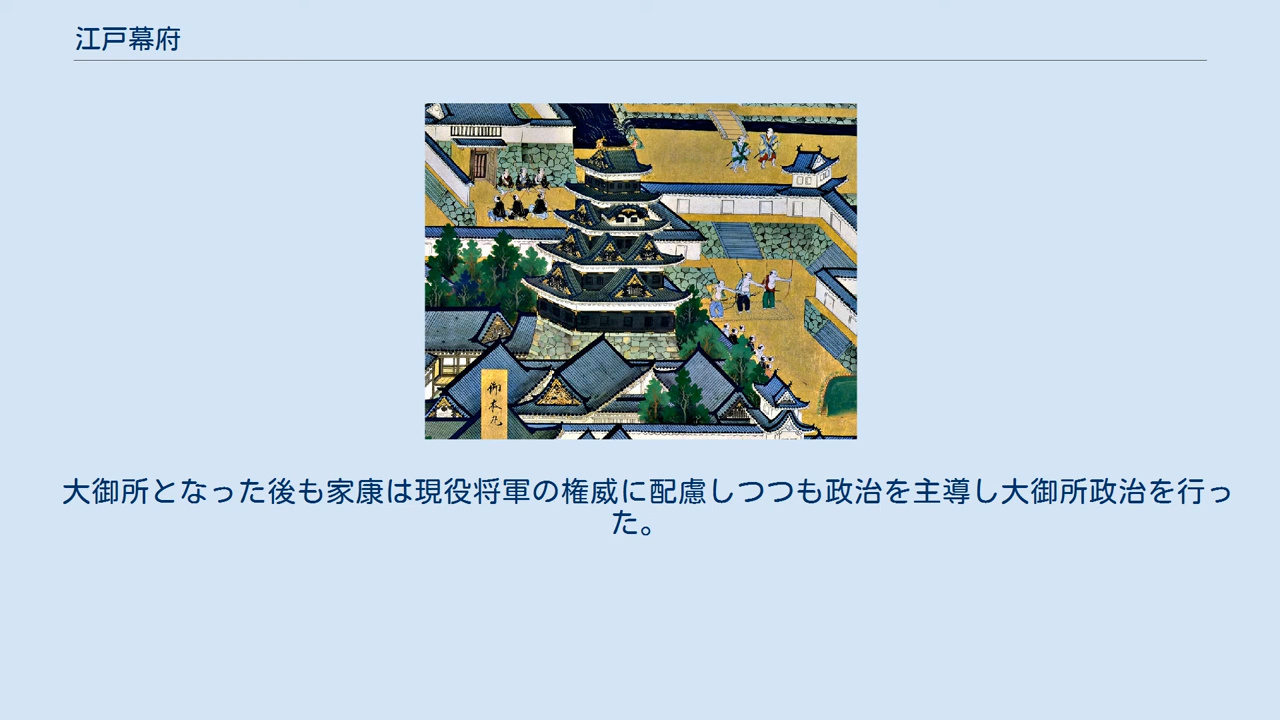 江戸幕府
御本丸
大御所となった後も家康は現役将軍の権威に配慮しつつも政治を主導し大御所政治を行っ
た。